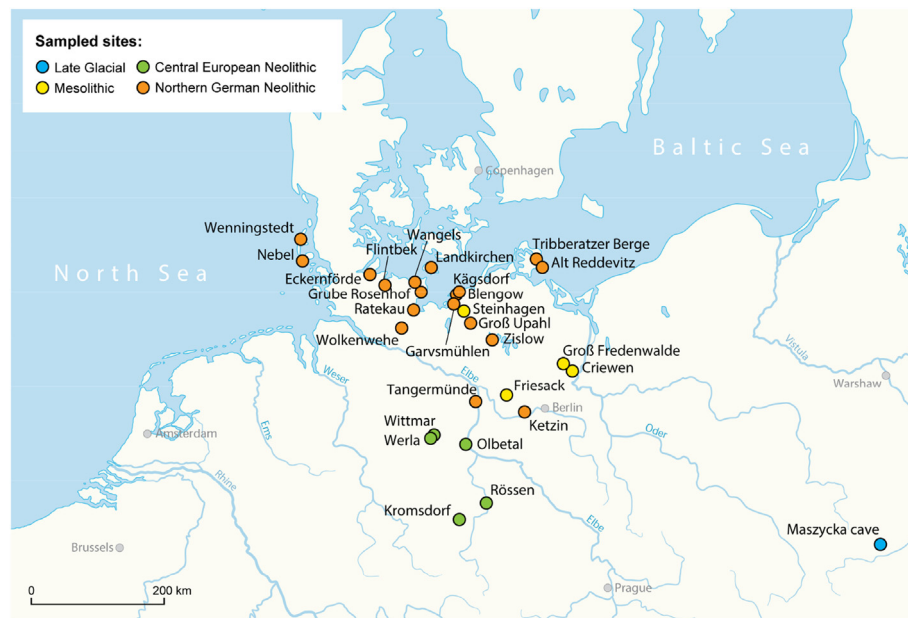 Sampled sites:
Late Glacial
Central European Neolithic
Mesolithic
Northern German Neolithic
Baltic Sea
Copenhagen
Wenningstedt
Wangels
Flintbek
Tribberatzer Berge
Nebel
Landkirchen
Alt Reddevitz
North Sea
Eckernförde
Kägsdorf
Grube Rosenhof
Blengow
Ratekau
Steinhagen
Groß Upahl
Wolkenwehe
Zislow
Garvsmühlen
Vistula
Groß Fredenwalde
Criewen
Weser
Elbe
Warshaw
Tangermünde
Friesack
Berlin
Wittmar
Ketzin
Amsterdam
Ems
Werla
Olbetal
Oder
Rhine
Rössen
Kromsdorf
Elbe
Maszycka cave
Brussels
Prague
0
200 km